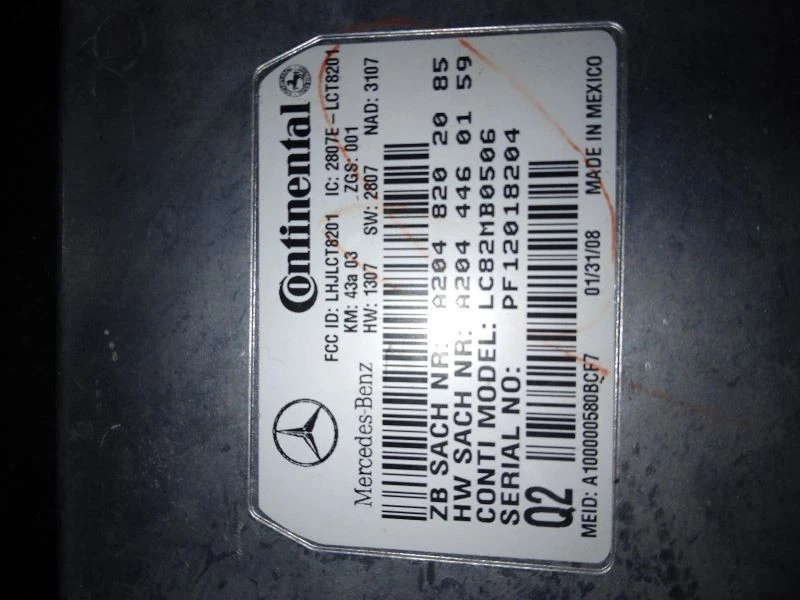 Continental
FCC ID: LHJLCT8201 IC: 2807E-LCT8201
KM: 43a 03 ZGS: 001
HW: 1307 SW: 2807 NAD: 3107
Mercedes-Benz
ZB SACH NR: A204 820 20 85
HW SACH NR: A204 446 01 59
CONTI MODEL: LC82MB0506
SERIAL NO: PF12018204
Q2
MEID: A1000000580BCF7 01/31/08 MADE IN MEXICO